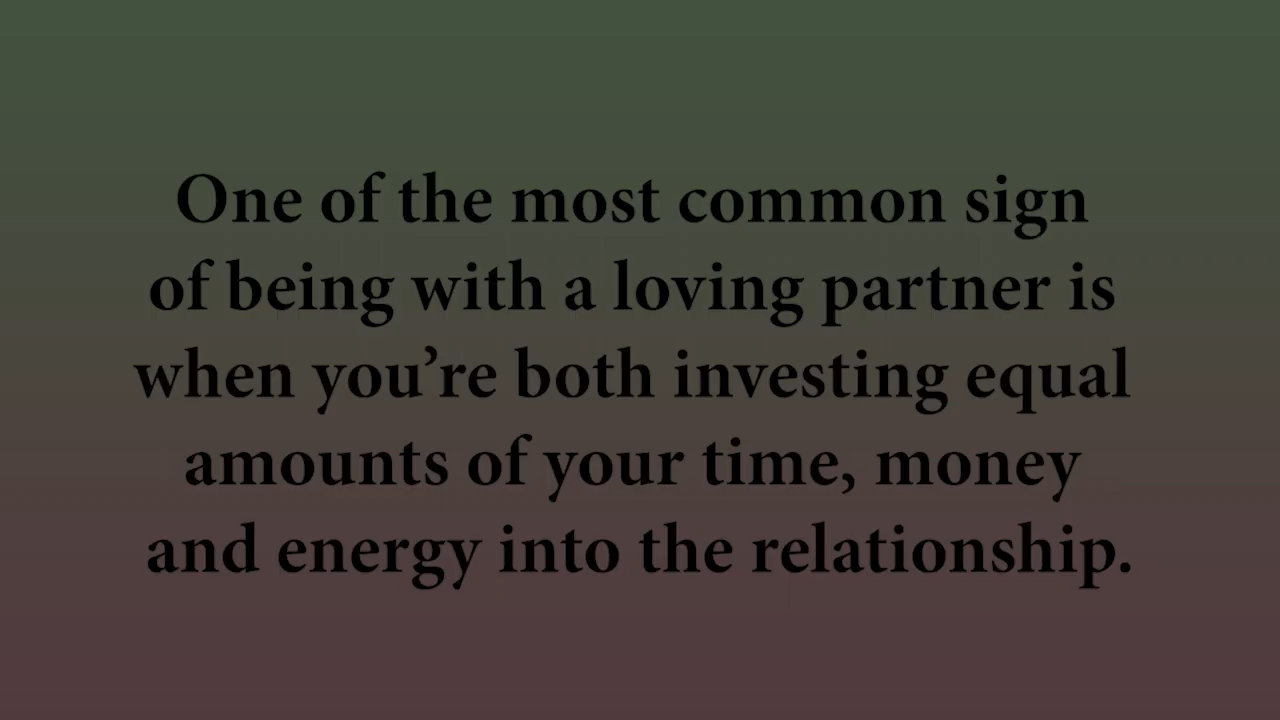 One of the most common sign
of being with a loving partner is
when you’re both investing equal
amounts of your time, money
and energy into the relationship.